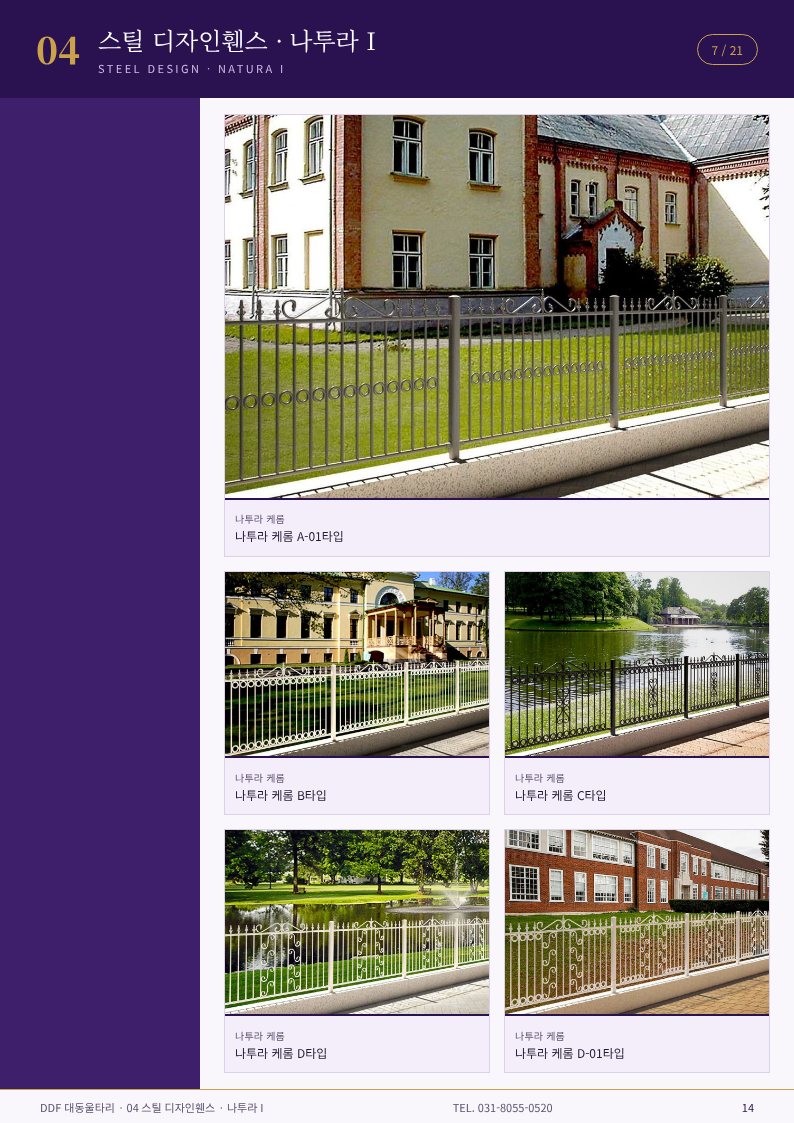 04
스틸 디자인휀스 · 나투라 I
STEEL DESIGN · NATURA I
7 / 21
나투라 케롬
나투라 케롬 A-01타입
나투라 케롬
나투라 케롬 B타입
나투라 케롬
나투라 케롬 C타입
나투라 케롬
나투라 케롬 D타입
나투라 케롬
나투라 케롬 D-01타입
DDF 대동울타리 · 04 스틸 디자인휀스 · 나투라 I
TEL. 031-8055-0520
14